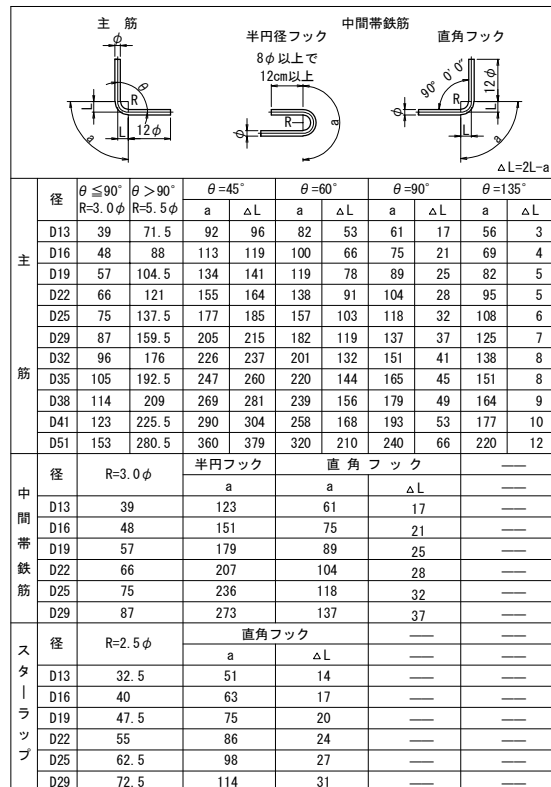 主 筋
中間帯鉄筋
半円径フック
直角フック
8φ以上で
12cm以上
φ
θ
R
L
L
12φ
a
R
φ
a
90° 0′ 0″
12φ
R
L
φ
L
a
△L=2L-a
主筋
径 θ≦90° R=3.0φ θ>90° R=5.5φ θ=45° θ=60° θ=90° θ=135°
a △L a △L a △L a △L
D13 39 71.5 92 96 82 53 61 17 56 3
D16 48 88 113 119 100 66 75 21 69 4
D19 57 104.5 134 141 119 78 89 25 82 5
D22 66 121 155 164 138 91 104 28 95 5
D25 75 137.5 177 185 157 103 118 32 108 6
D29 87 159.5 205 215 182 119 137 37 125 7
D32 96 176 226 237 201 132 151 41 138 8
D35 105 192.5 247 260 220 144 165 45 151 8
D38 114 209 269 281 239 156 179 49 164 9
D41 123 225.5 290 304 258 168 193 53 177 10
D51 153 280.5 360 379 320 210 240 66 220 12
中間帯鉄筋
径 R=3.0φ 半円フック 直角フック ――
a a △L ――
D13 39 123 61 17 ――
D16 48 151 75 21 ――
D19 57 179 89 25 ――
D22 66 207 104 28 ――
D25 75 236 118 32 ――
D29 87 273 137 37 ――
スターラップ
径 R=2.5φ 直角フック ―― ――
a △L ―― ――
D13 32.5 51 14 ―― ――
D16 40 63 17 ―― ――
D19 47.5 75 20 ―― ――
D22 55 86 24 ―― ――
D25 62.5 98 27 ―― ――
D29 72.5 114 31 ―― ――